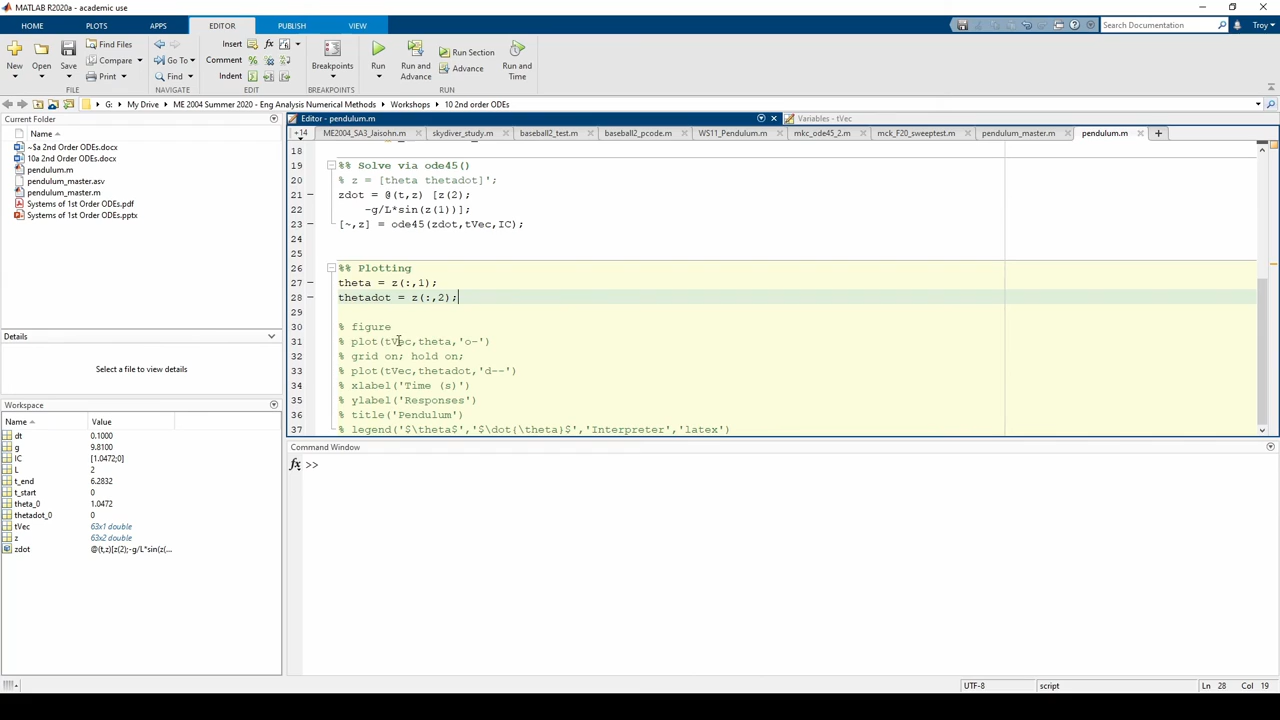 MATLAB R2020a - academic use
HOME PLOTS APPS EDITOR PUBLISH VIEW Search Documentation Troy
New Open Save Find Files Compare Print Go To Find Insert fx Comment Indent Breakpoints Run Run and Advance Run Section Advance Run and Time
FILE NAVIGATE EDIT BREAKPOINTS RUN
G: My Drive ME 2004 Summer 2020 - Eng Analysis Numerical Methods Workshops 10 2nd order ODEs
Current Folder
Name
~$a 2nd Order ODEs.docx
10a 2nd Order ODEs.docx
pendulum.m
pendulum_master.asv
pendulum_master.m
Systems of 1st Order ODEs.pdf
Systems of 1st Order ODEs.pptx
Details
Select a file to view details
Workspace
Name Value
dt 0.1000
g 9.8100
IC [1.0472;0]
L 2
t_end 6.2832
t_start 0
theta_0 1.0472
thetadot_0 0
tVec 63x1 double
z 63x2 double
zdot @(t,z)[z(2);-g/L*sin(z(...
Editor - pendulum.m Variables - tVec
+14 ME2004_SA3_Jaisohn.m skydiver_study.m baseball2_test.m baseball2_pcode.m WS11_Pendulum.m mkc_ode45_2.m mck_F20_sweeptest.m pendulum_master.m pendulum.m
18
19 %% Solve via ode45()
20 % z = [theta thetadot]';
21 zdot = @(t,z) [z(2);
22 -g/L*sin(z(1))];
23 [~,z] = ode45(zdot,tVec,IC);
24
25
26 %% Plotting
27 theta = z(:,1);
28 thetadot = z(:,2);
29
30 % figure
31 % plot(tVec,theta,'o-')
32 % grid on; hold on;
33 % plot(tVec,thetadot,'d--')
34 % xlabel('Time (s)')
35 % ylabel('Responses')
36 % title('Pendulum')
37 % legend('$\theta$','$\dot{\theta}$','Interpreter','latex')
Command Window
fx >>
UTF-8 script Ln 28 Col 19